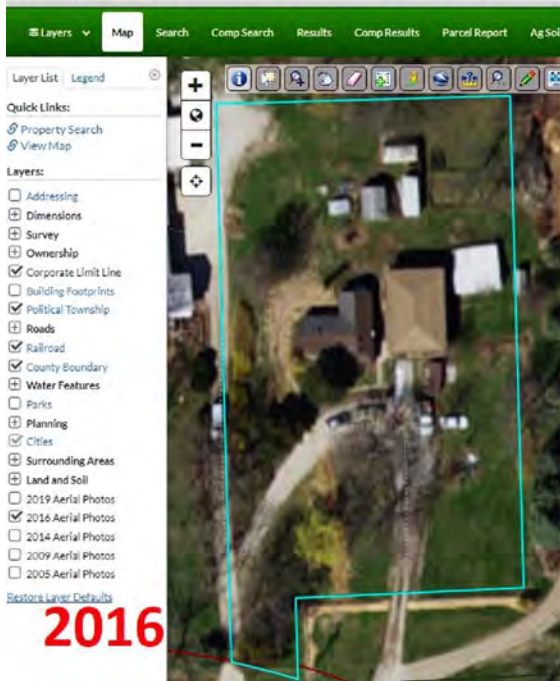 Layers Map Search Comp Search Results Comp Results Parcel Report Ag Soi
Layer List Legend
Quick Links:
Property Search
View Map
Layers:
Addressing
Dimensions
Survey
Ownership
Corporate Limit Line
Building Footprints
Political Township
Roads
Railroad
County Boundary
Water Features
Parks
Planning
Cities
Surrounding Areas
Land and Soil
2019 Aerial Photos
2016 Aerial Photos
2014 Aerial Photos
2009 Aerial Photos
2005 Aerial Photos
Restore Layer Defaults
2016